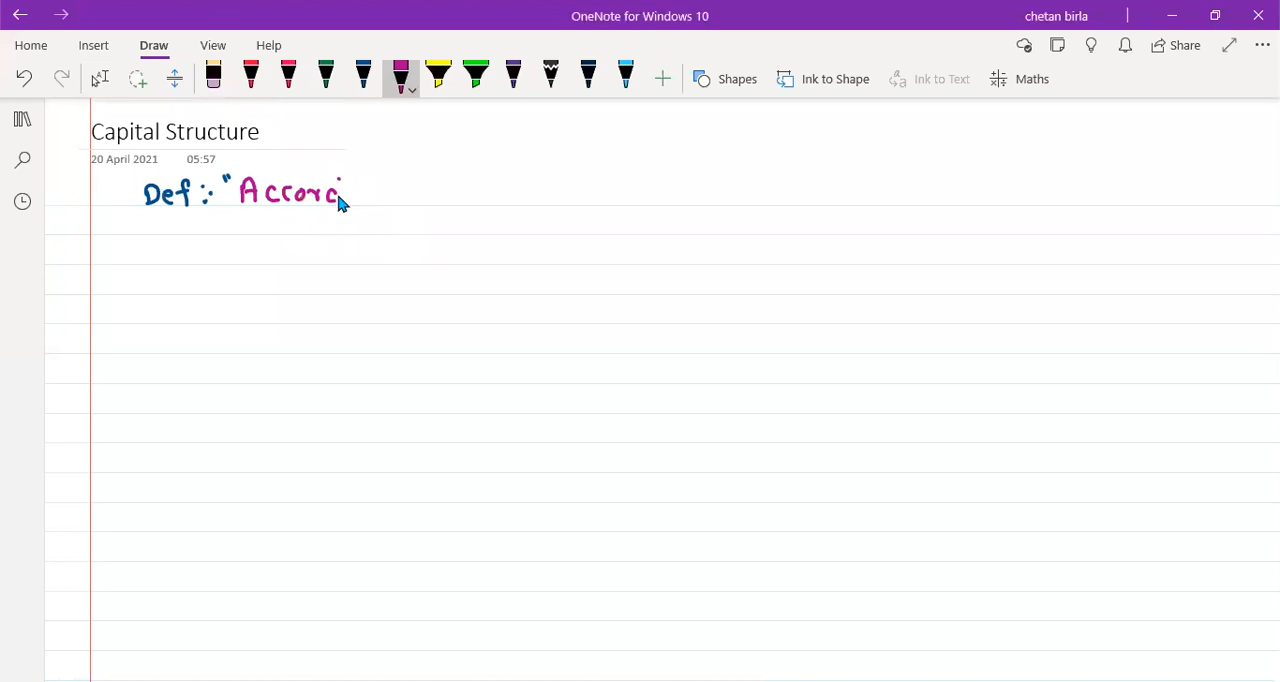 OneNote for Windows 10
chetan birla
Home Insert Draw View Help
Share
Shapes Ink to Shape Ink to Text Maths
Capital Structure
20 April 2021 05:57
Def :- " Accorc